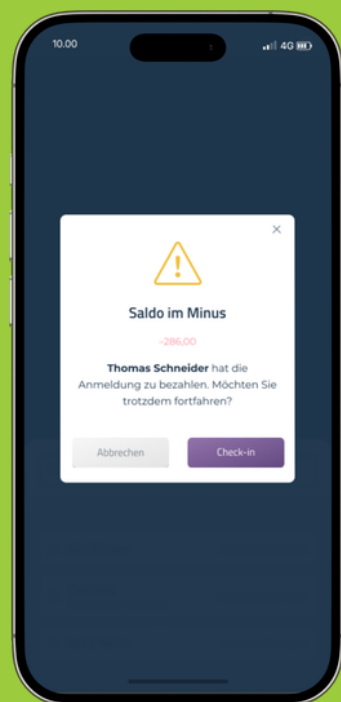 10.00
4G
Saldo im Minus
-286,00
Thomas Schneider hat die
Anmeldung zu bezahlen. Möchten Sie
trotzdem fortfahren?
Abbrechen
Check-in